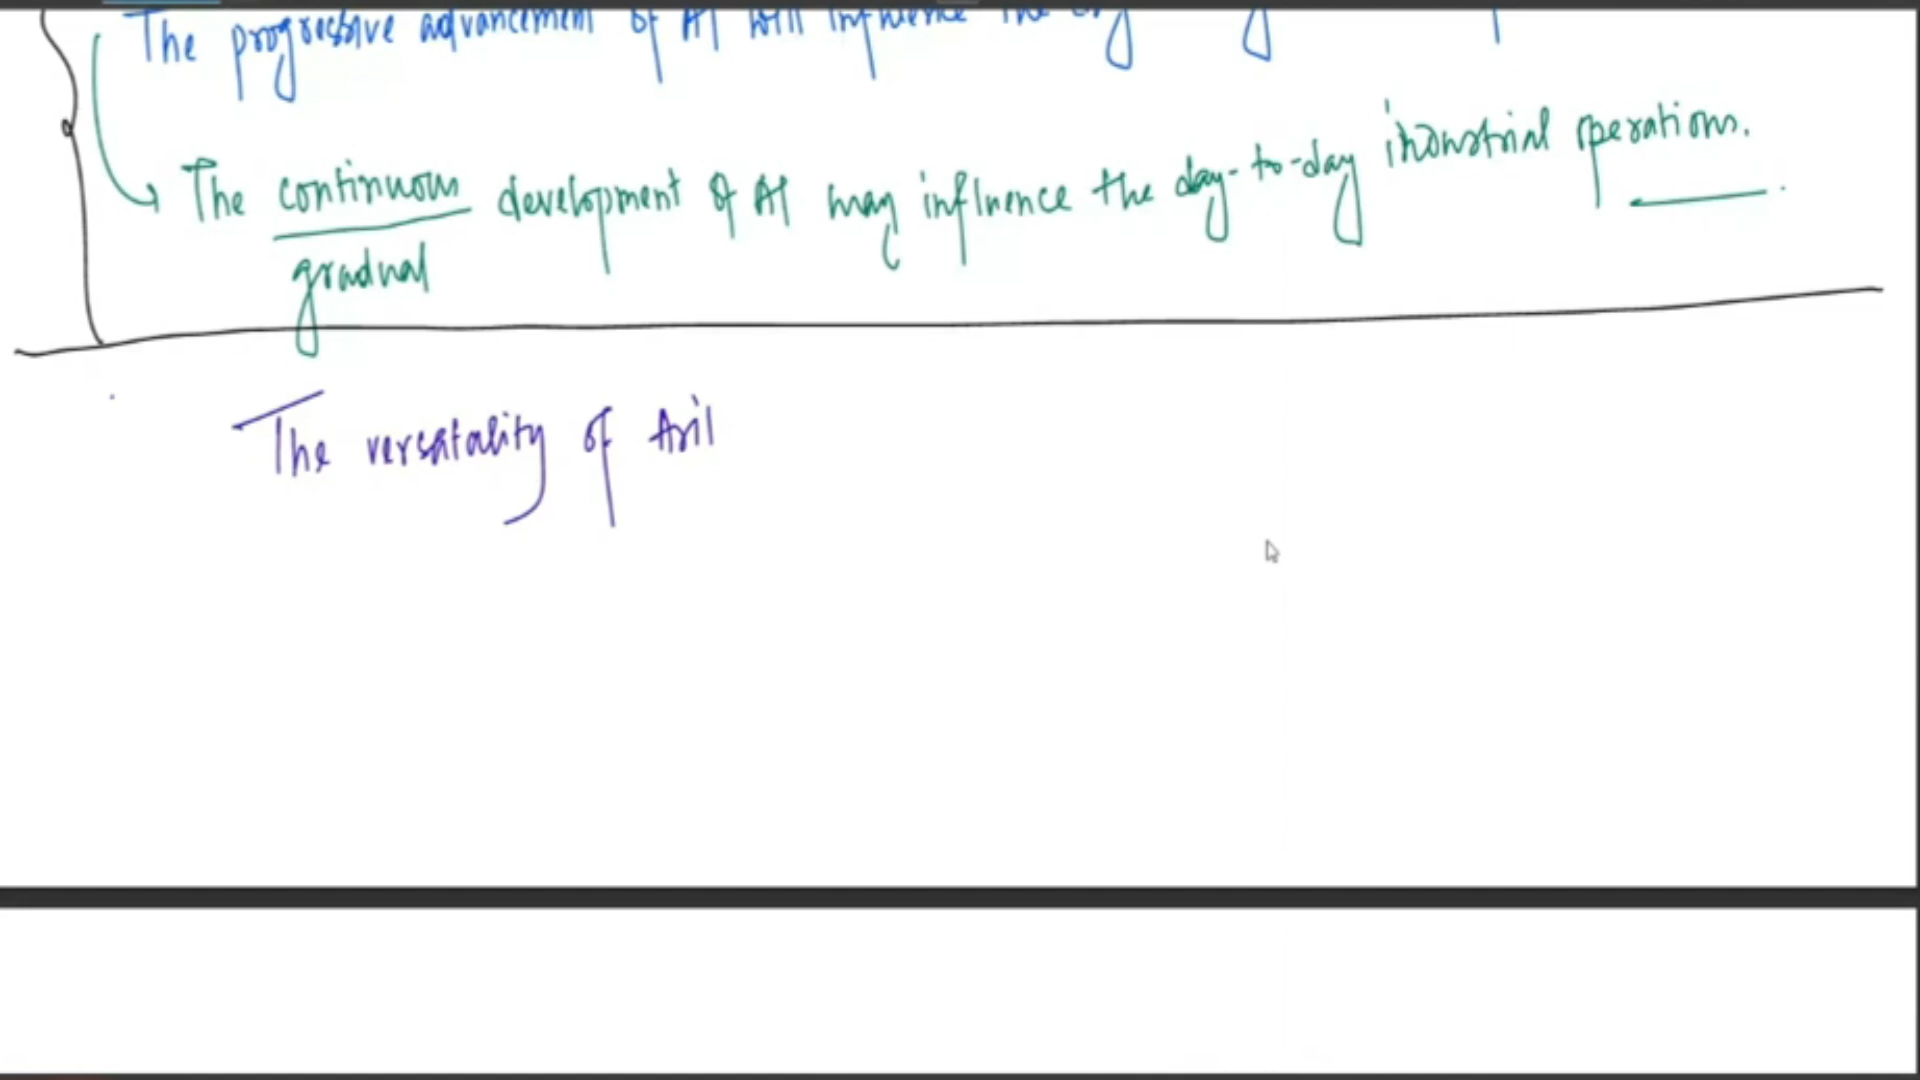 The progressive advancement of AI will influence the
The continuous development of AI may influence the day-to-day industrial operations.
gradual
The versatality of